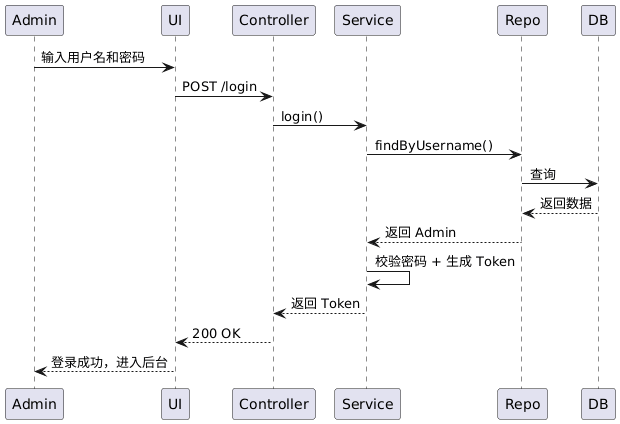 Admin UI Controller Service Repo DB
输入用户名和密码
POST /login
login()
findByUsername()
查询
返回数据
返回 Admin
校验密码 + 生成 Token
返回 Token
200 OK
登录成功，进入后台
Admin UI Controller Service Repo DB